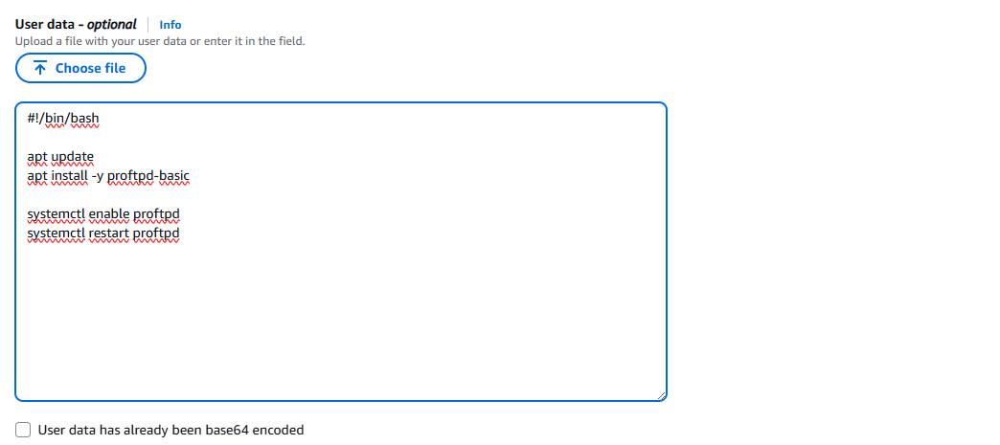 User data - optional Info
Upload a file with your user data or enter it in the field.
Choose file
#!/bin/bash
apt update
apt install -y proftpd-basic
systemctl enable proftpd
systemctl restart proftpd
User data has already been base64 encoded